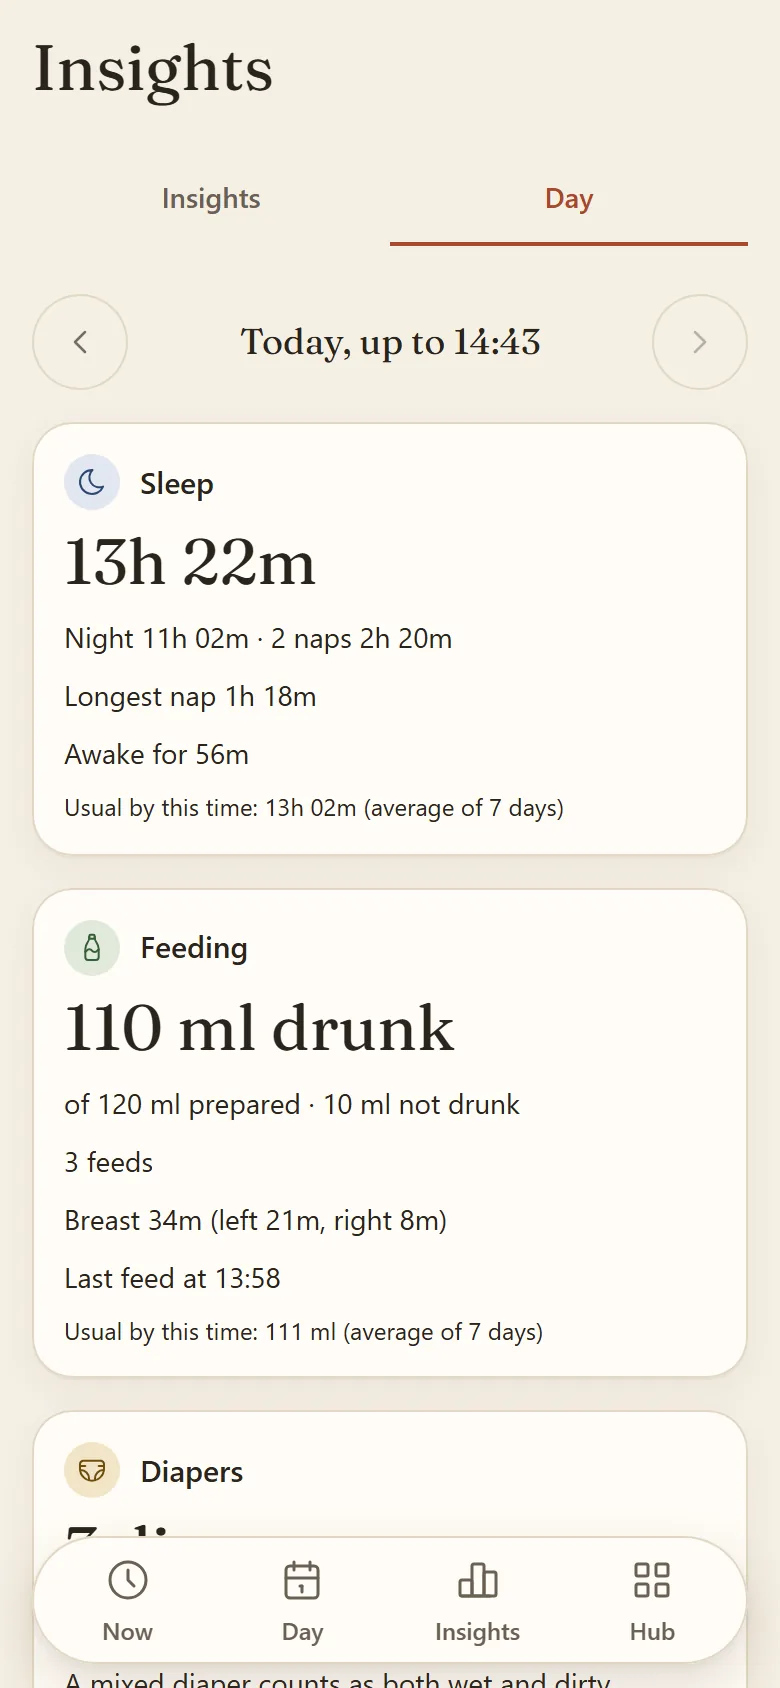 Insights
Insights
Day
Today, up to 14:43
Sleep
13h 22m
Night 11h 02m · 2 naps 2h 20m
Longest nap 1h 18m
Awake for 56m
Usual by this time: 13h 02m (average of 7 days)
Feeding
110 ml drunk
of 120 ml prepared · 10 ml not drunk
3 feeds
Breast 34m (left 21m, right 8m)
Last feed at 13:58
Usual by this time: 111 ml (average of 7 days)
Diapers
Now
Day
Insights
Hub
A mixed diaper counts as both wet and dirty